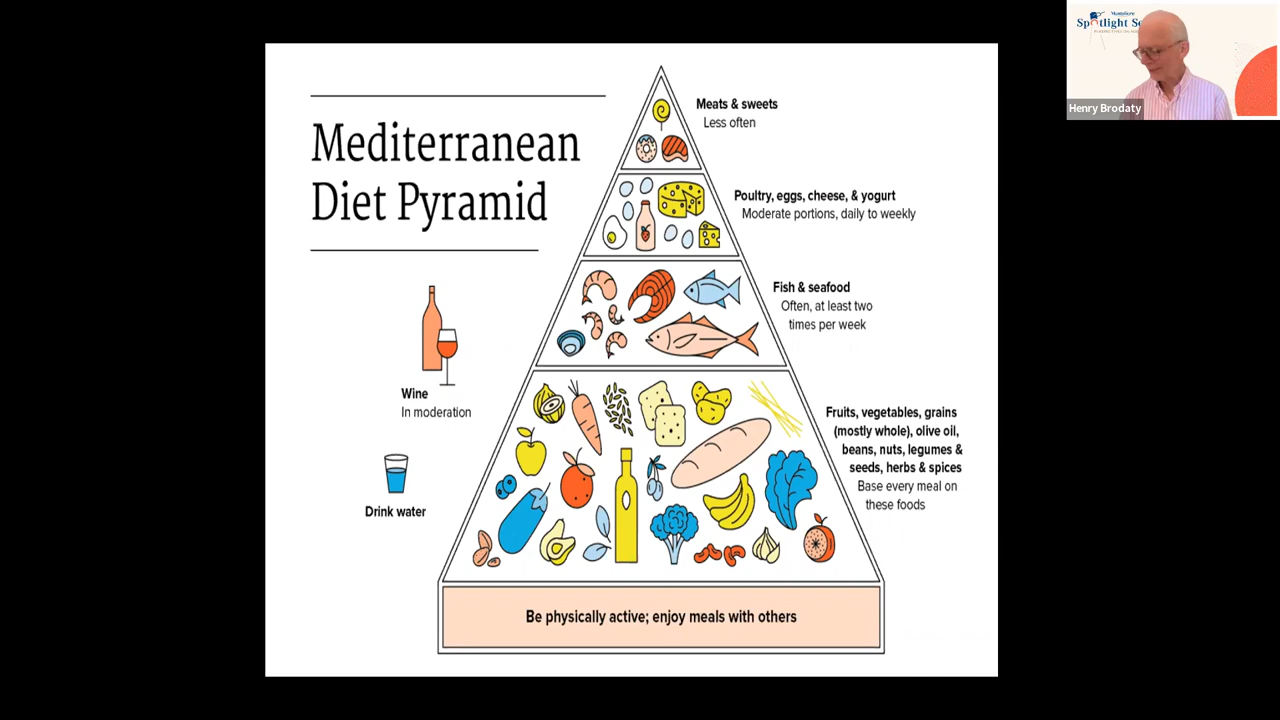 Mediterranean
Diet Pyramid
Meats & sweets
Less often
Poultry, eggs, cheese, & yogurt
Moderate portions, daily to weekly
Fish & seafood
Often, at least two
times per week
Wine
In moderation
Drink water
Fruits, vegetables, grains
(mostly whole), olive oil,
beans, nuts, legumes &
seeds, herbs & spices
Base every meal on
these foods
Be physically active; enjoy meals with others
Spotlight Se
Henry Brodaty